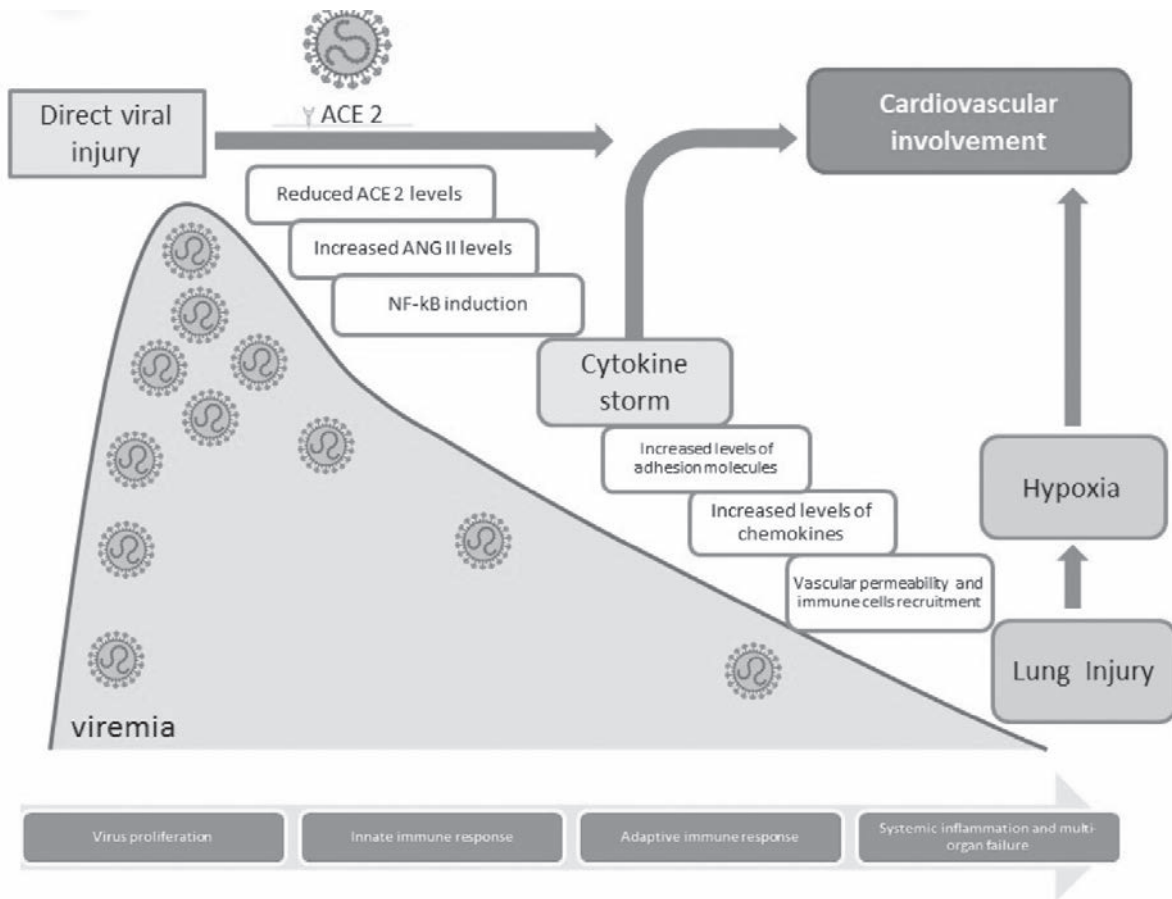 Direct viral
injury
ACE 2
Cardiovascular
involvement
Reduced ACE 2 levels
Increased ANG II levels
NF-kB induction
Cytokine
storm
Increased levels of
adhesion molecules
Increased levels of
chemokines
Vascular permeability and
immune cells recruitment
Hypoxia
Lung Injury
viremia
Virus proliferation
Innate immune response
Adaptive immune response
Systemic inflammation and multi-
organ failure